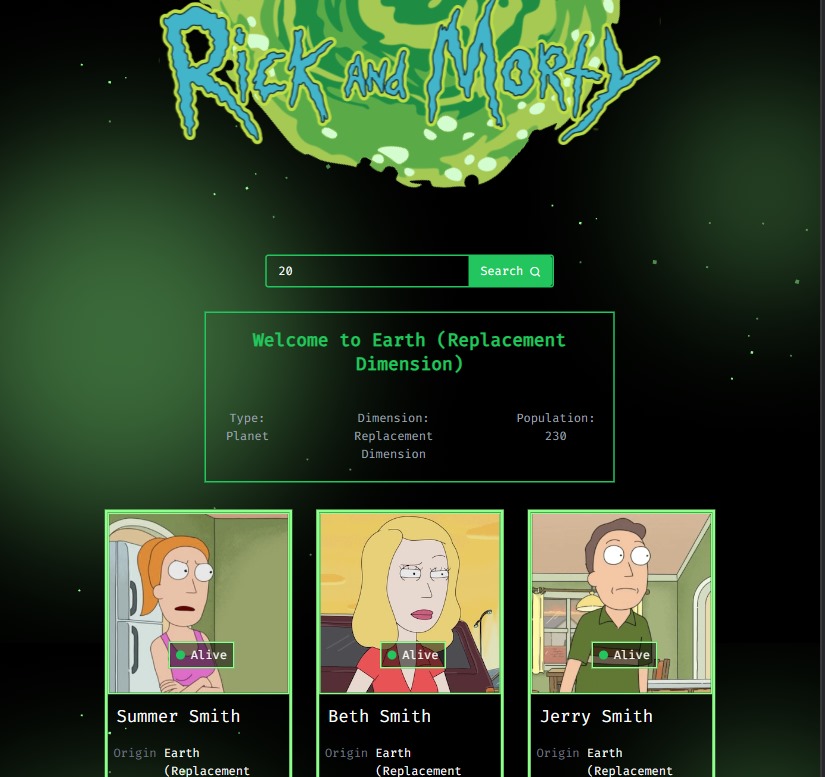 Rick and Morty
20
Search
Welcome to Earth (Replacement
Dimension)
Type: Dimension: Population:
Planet Replacement 230
Dimension
Alive Alive Alive
Summer Smith Beth Smith Jerry Smith
Origin Earth Origin Earth Origin Earth
(Replacement (Replacement (Replacement